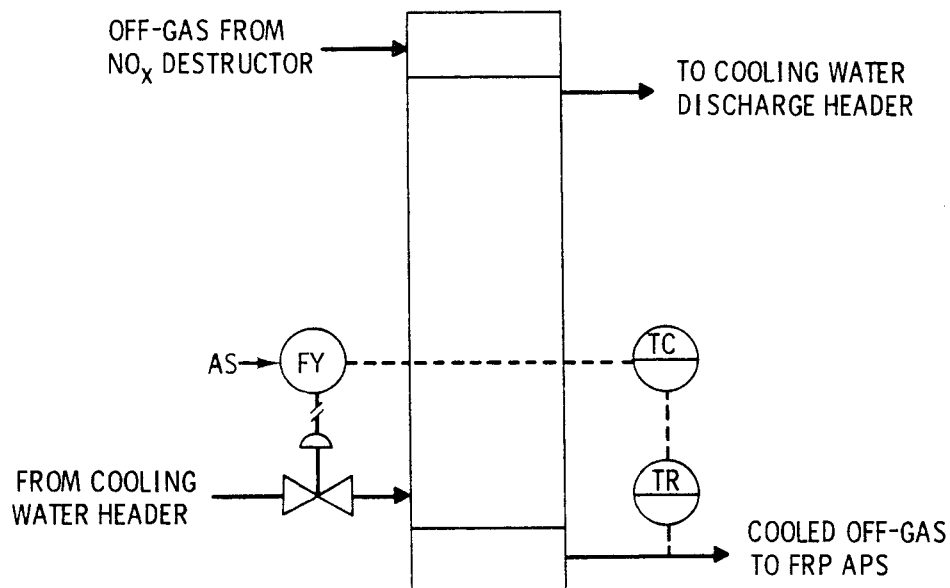 OFF-GAS FROM
NOₓ DESTRUCTOR
TO COOLING WATER
DISCHARGE HEADER
AS
FY
TC
FROM COOLING
WATER HEADER
TR
COOLED OFF-GAS
TO FRP APS